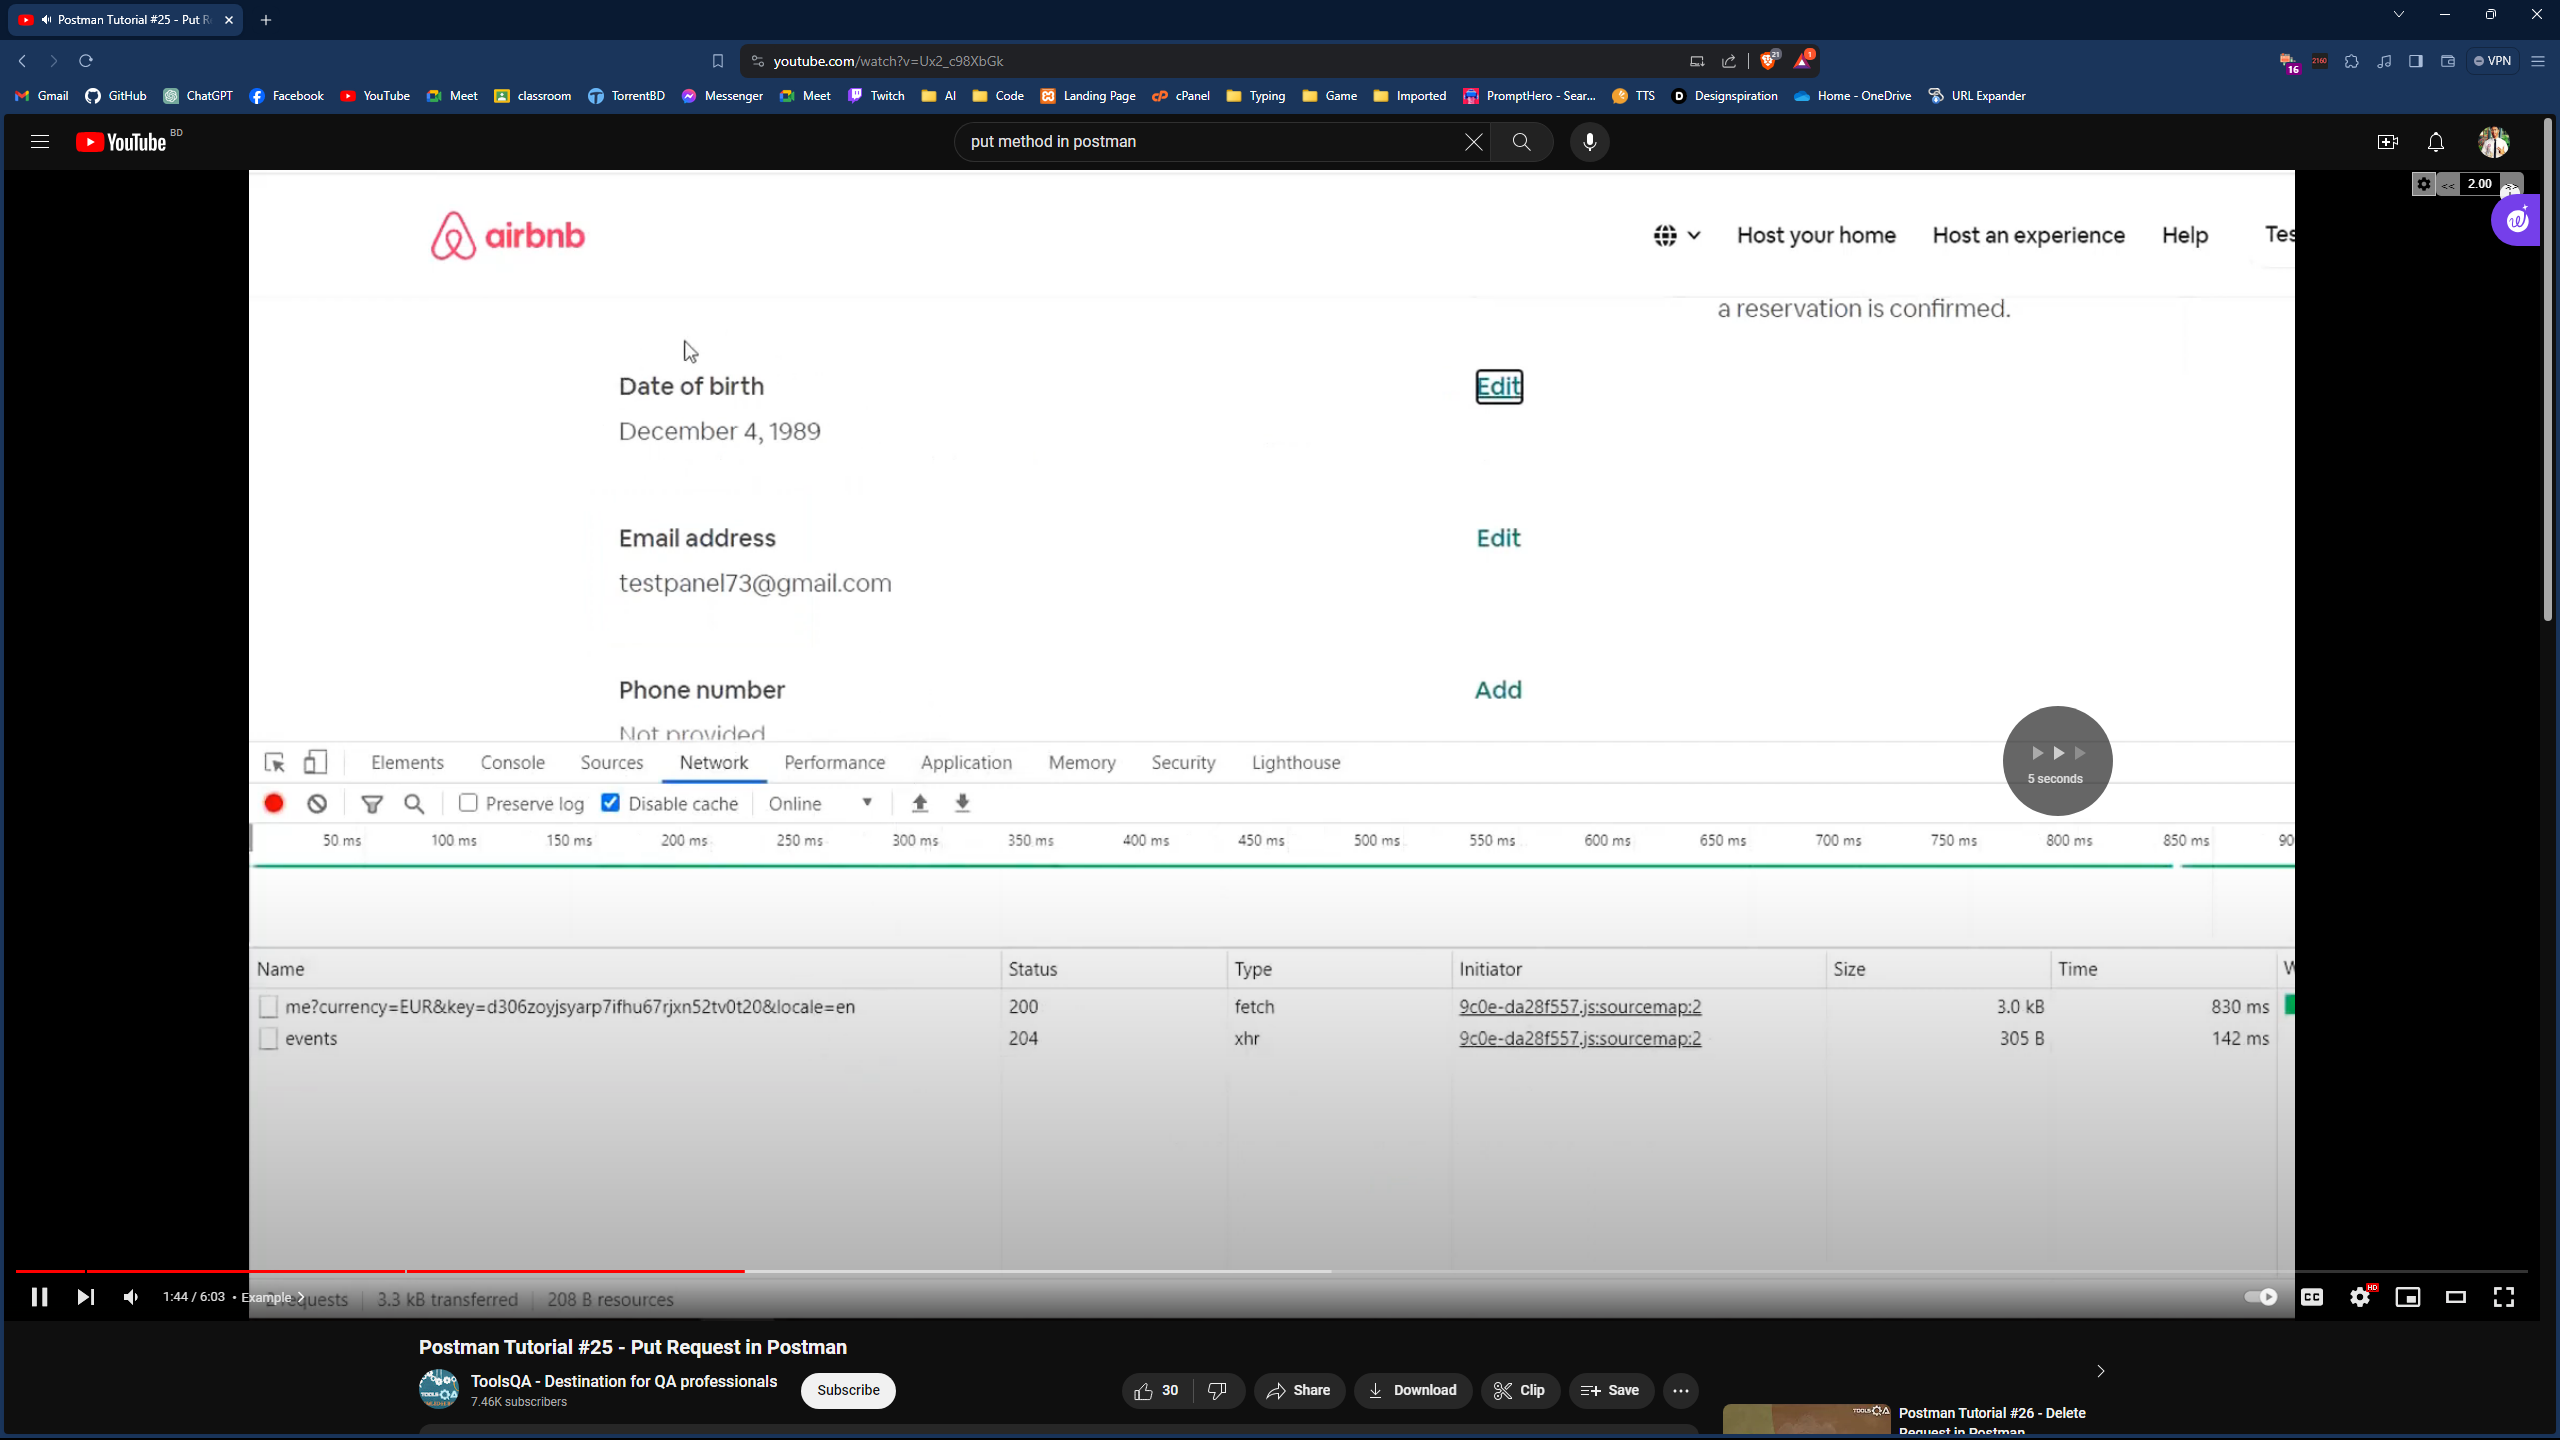 Postman Tutorial #25 - Put R
youtube.com/watch?v=Ux2_c98XbGk
21
1
16
2160
VPN
Gmail GitHub ChatGPT Facebook YouTube Meet classroom TorrentBD Messenger Meet Twitch AI Code Landing Page cPanel Typing Game Imported PromptHero - Sear... TTS Designspiration Home - OneDrive URL Expander
YouTube BD
put method in postman
<< 2.00 >>
airbnb
Host your home Host an experience Help Tes
a reservation is confirmed.
Date of birth Edit
December 4, 1989
Email address Edit
testpanel73@gmail.com
Phone number Add
Not provided
5 seconds
Elements Console Sources Network Performance Application Memory Security Lighthouse
Preserve log Disable cache Online
50 ms 100 ms 150 ms 200 ms 250 ms 300 ms 350 ms 400 ms 450 ms 500 ms 550 ms 600 ms 650 ms 700 ms 750 ms 800 ms 850 ms 90
Name Status Type Initiator Size Time W
me?currency=EUR&key=d306zoyjsyarp7ifhu67rjxn52tv0t20&locale=en 200 fetch 9c0e-da28f557.js:sourcemap:2 3.0 kB 830 ms
events 204 xhr 9c0e-da28f557.js:sourcemap:2 305 B 142 ms
1:44 / 6:03 • Example
requests 3.3 kB transferred 208 B resources
CC
HD
Postman Tutorial #25 - Put Request in Postman
ToolsQA - Destination for QA professionals
7.46K subscribers
Subscribe
30 Share Download Clip Save
Postman Tutorial #26 - Delete
Request in Postman